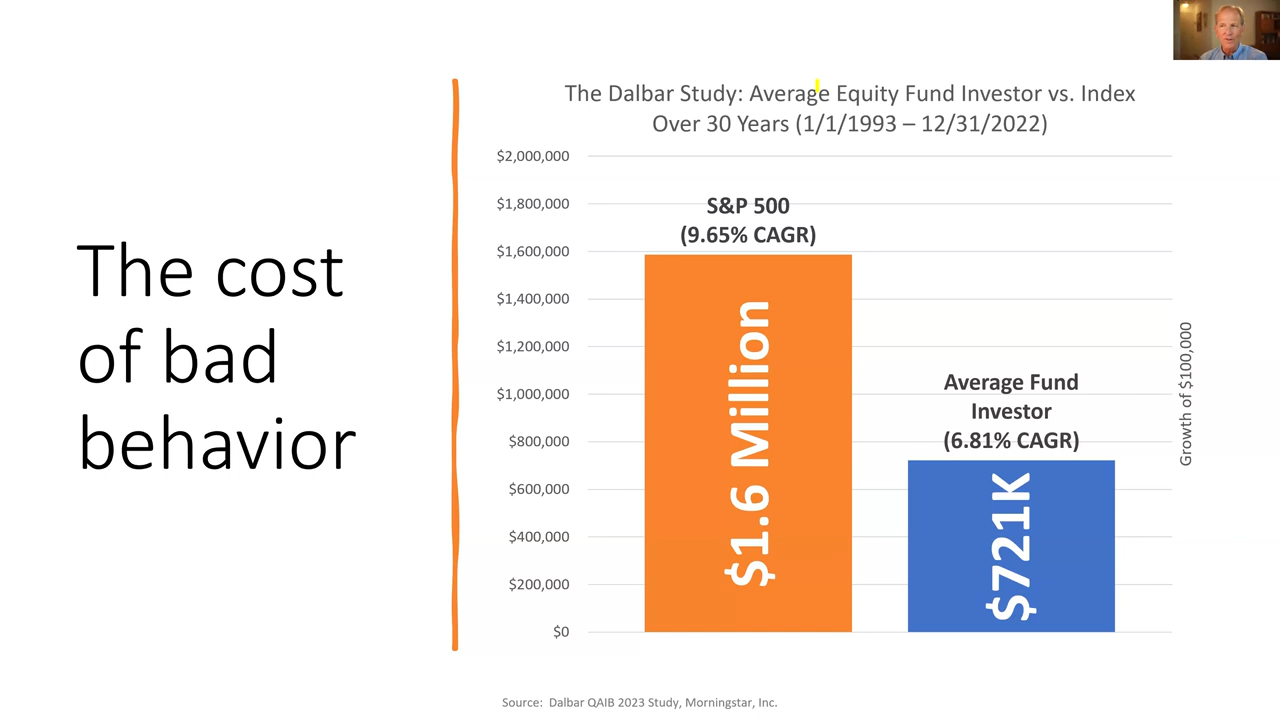 The cost
of bad
behavior
The Dalbar Study: Average Equity Fund Investor vs. Index
Over 30 Years (1/1/1993 – 12/31/2022)
$2,000,000
$1,800,000
$1,600,000
$1,400,000
$1,200,000
$1,000,000
$800,000
$600,000
$400,000
$200,000
$0
S&P 500
(9.65% CAGR)
$1.6 Million
Average Fund
Investor
(6.81% CAGR)
$721K
Growth of $100,000
Source: Dalbar QAIB 2023 Study, Morningstar, Inc.